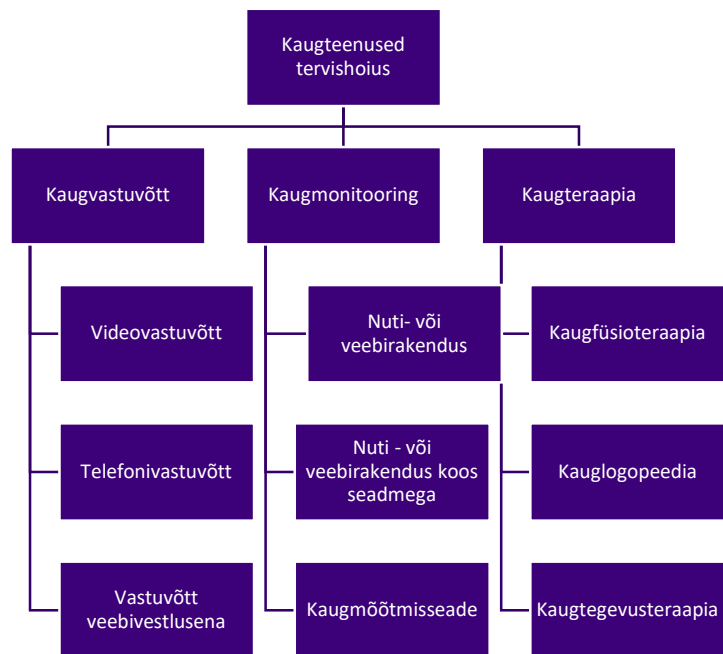 Kaugteenused
tervishoius
Kaugvastuvõtt
Kaugmonitooring
Kaugteraapia
Videovastuvõtt
Nuti- või
veebirakendus
Kaugfüsioteraapia
Telefonivastuvõtt
Nuti - või
veebirakendus koos
seadmega
Kauglogopeedia
Vastuvõtt
veebivestlusena
Kaugmõõtmisseade
Kaugtegevusteraapia